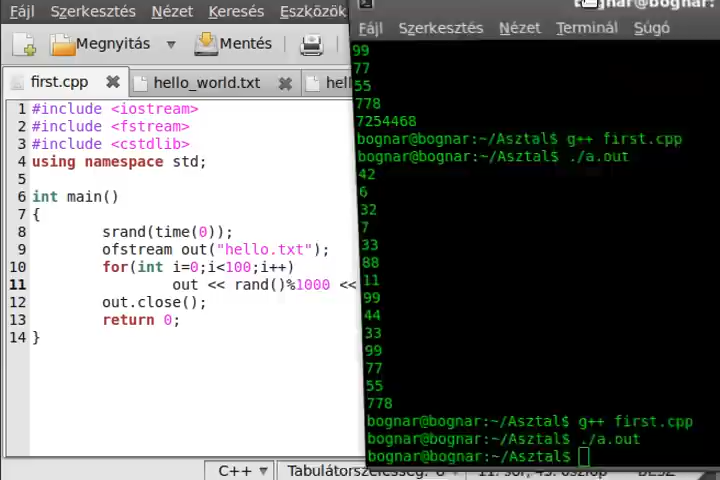 Fájl Szerkesztés Nézet Keresés Eszközök
Megnyitás Mentés
first.cpp hello_world.txt
1 #include <iostream>
2 #include <fstream>
3 #include <cstdlib>
4 using namespace std;
5
6 int main()
7 {
8 srand(time(0));
9 ofstream out("hello.txt");
10 for(int i=0;i<100;i++)
11 out << rand()%1000 <<
12 out.close();
13 return 0;
14 }
C++
Fájl Szerkesztés Nézet Terminál Súgó
99
77
55
778
7254468
bognar@bognar:~/Asztal$ g++ first.cpp
bognar@bognar:~/Asztal$ ./a.out
42
6
32
7
33
88
11
99
44
33
99
77
55
778
bognar@bognar:~/Asztal$ g++ first.cpp
bognar@bognar:~/Asztal$ ./a.out
bognar@bognar:~/Asztal$